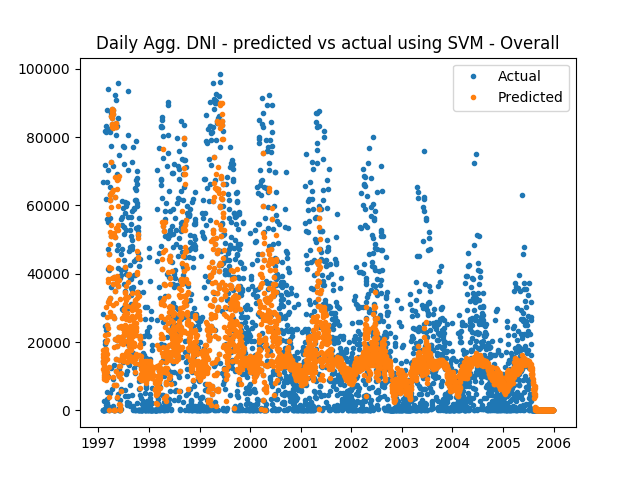 Daily Agg. DNI - predicted vs actual using SVM - Overall
Actual
Predicted
100000
80000
60000
40000
20000
0
1997 1998 1999 2000 2001 2002 2003 2004 2005 2006